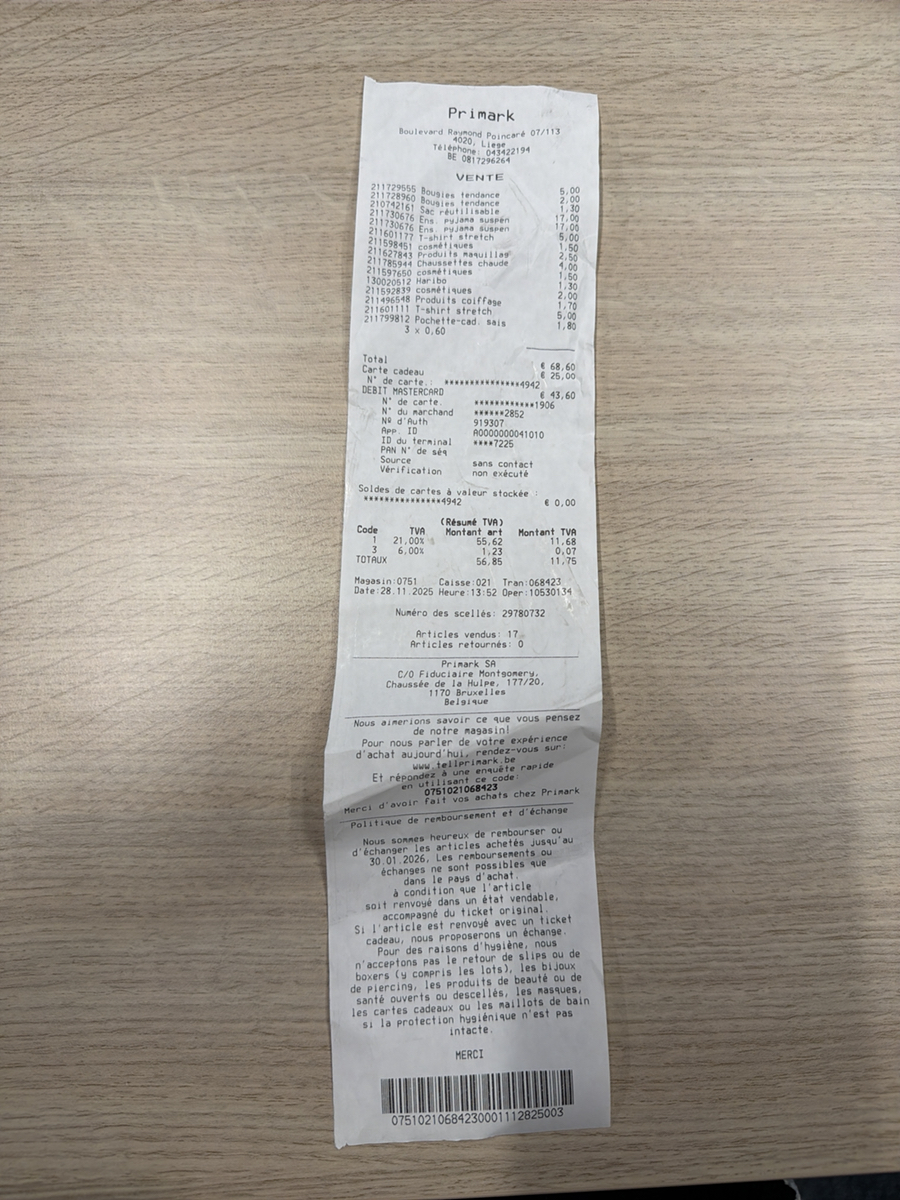 Primark
Boulevard Raymond Poincaré 07/113
4020, Liege
Téléphone: 043422194
BE 0817296264
VENTE
211729555 Bougies tendance 5,00
211728960 Bougies tendance 2,00
210742161 Sac réutilisable 1,30
211730676 Ens. pyjama suspen 17,00
211730676 Ens. pyjama suspen 17,00
211601177 T-shirt stretch 5,00
211598451 cosmétiques 1,50
211627843 Produits maquillag 2,50
211785944 Chaussettes chaude 4,00
211597650 cosmétiques 1,50
130020512 Haribo 1,30
211592839 cosmétiques 2,00
211496548 Produits coiffage 1,70
211601111 T-shirt stretch 5,00
211799812 Pochette-cad. sais 1,80
3 x 0,60
Total € 68,60
Carte cadeau € 25,00
N° de carte.: ***************4942
DEBIT MASTERCARD € 43,60
N° de carte. ************1906
N° du marchand ******2852
Nº d'Auth 919307
App. ID A0000000041010
ID du terminal ****7225
PAN N° de séq
Source sans contact
Vérification non exécuté
Soldes de cartes à valeur stockée :
***************4942 € 0,00
(Résumé TVA)
Code TVA Montant art Montant TVA
1 21,00% 55,62 11,68
3 6,00% 1,23 0,07
TOTAUX 56,85 11,75
Magasin:0751 Caisse:021 Tran:068423
Date:28.11.2025 Heure:13:52 Oper:10530134
Numéro des scellés: 29780732
Articles vendus: 17
Articles retournés: 0
Primark SA
C/O Fiduciaire Montgomery,
Chaussée de la Hulpe, 177/20,
1170 Bruxelles
Belgique
Nous aimerions savoir ce que vous pensez
de notre magasin!
Pour nous parler de votre expérience
d'achat aujourd'hui, rendez-vous sur:
www.tellprimark.be
Et répondez à une enquête rapide
en utilisant ce code:
0751021068423
Merci d'avoir fait vos achats chez Primark
Politique de remboursement et d'échange
Nous sommes heureux de rembourser ou
d'échanger les articles achetés jusqu'au
30.01.2026, Les remboursements ou
échanges ne sont possibles que
dans le pays d'achat.
à condition que l'article
soit renvoyé dans un état vendable,
accompagné du ticket original.
Si l'article est renvoyé avec un ticket
cadeau, nous proposerons un échange.
Pour des raisons d'hygiène, nous
n'acceptons pas le retour de slips ou de
boxers (y compris les lots), les bijoux
de piercing, les produits de beauté ou de
santé ouverts ou descellés, les masques,
les cartes cadeaux ou les maillots de bain
si la protection hygiénique n'est pas
intacte.
MERCI
07510210684230001112825003